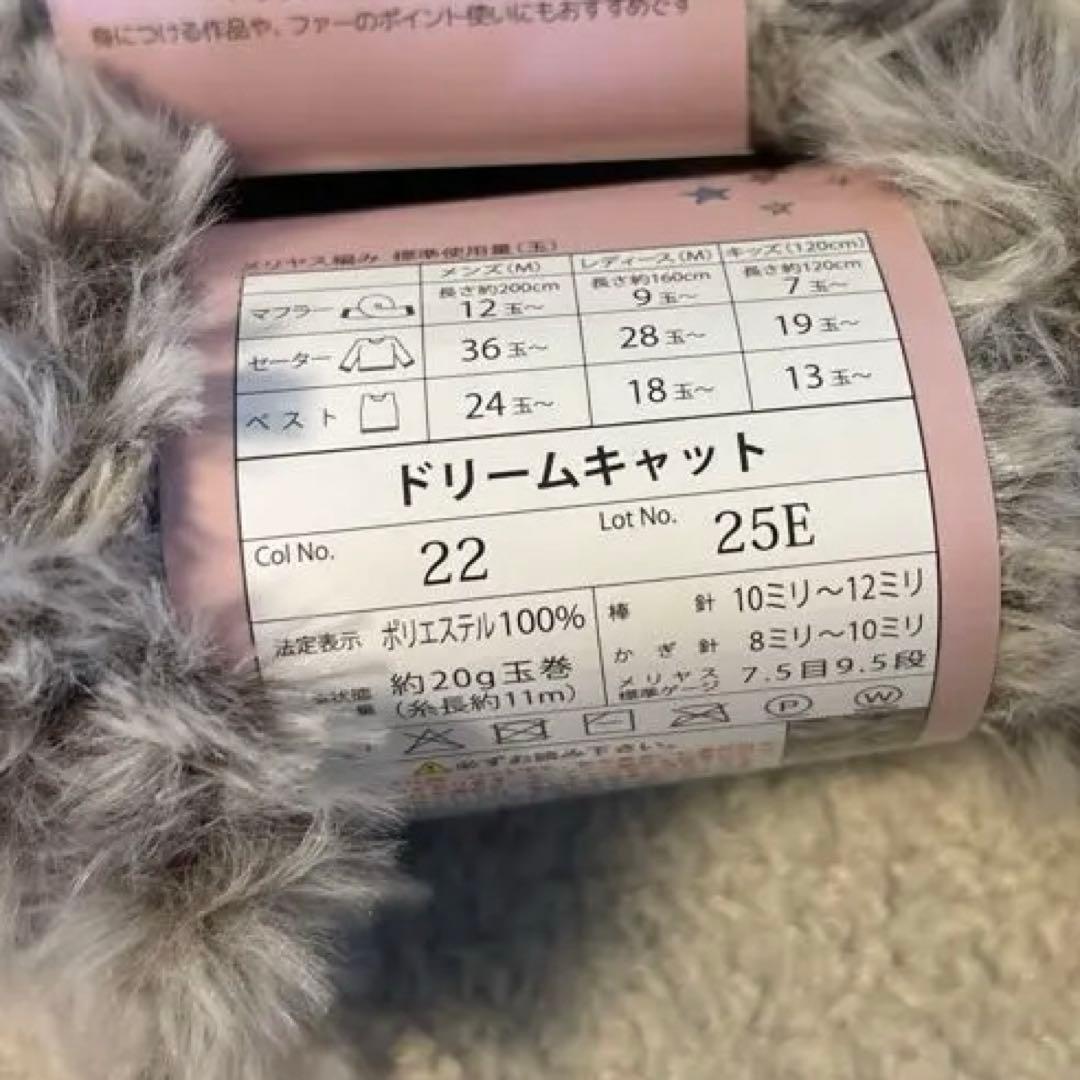 身につける作品や、ファーのポイント使いにもおすすめです
メリヤス編み 標準使用量(玉)
メンズ(M) レディース(M) キッズ(120cm)
マフラー 長さ約200cm 12玉〜 長さ約160cm 9玉〜 長さ約120cm 7玉〜
セーター 36玉〜 28玉〜 19玉〜
ベスト 24玉〜 18玉〜 13玉〜
ドリームキャット
Col No. 22 Lot No. 25E
法定表示 ポリエステル100%
約20g玉巻
(糸長約11m)
棒針 10ミリ〜12ミリ
かぎ針 8ミリ〜10ミリ
メリヤス標準ゲージ 7.5目9.5段
P W
必ずお読み下さい。